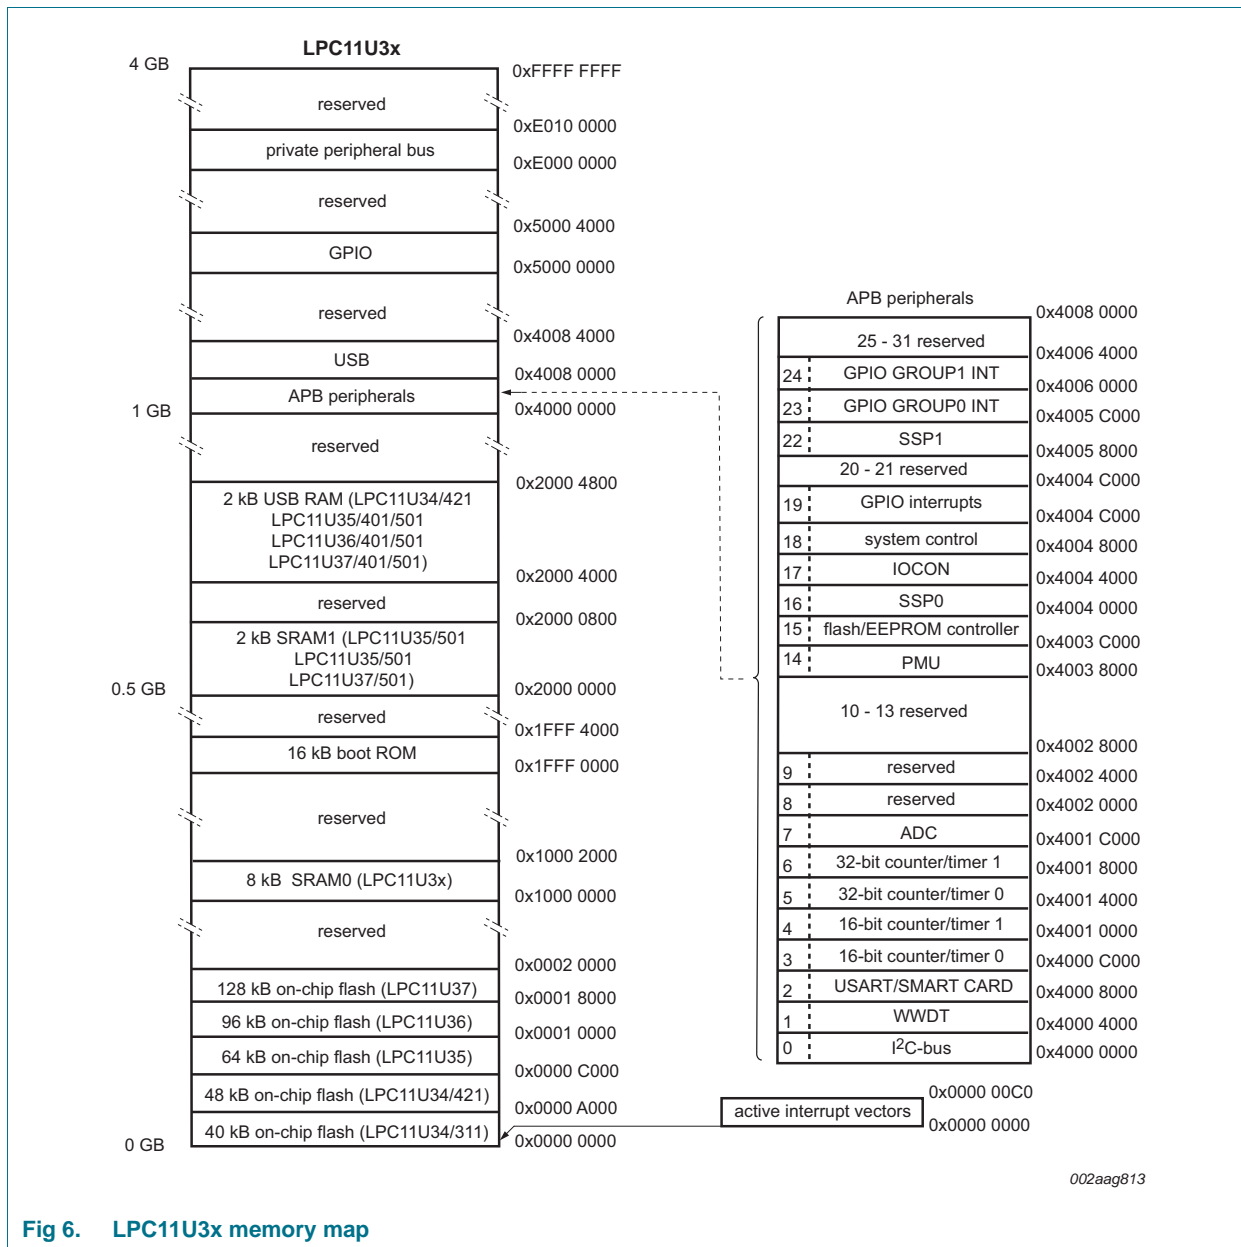 LPC11U3x
4 GB
0xFFFF FFFF
reserved
0xE010 0000
private peripheral bus
0xE000 0000
reserved
0x5000 4000
GPIO
0x5000 0000
reserved
0x4008 4000
USB
0x4008 0000
APB peripherals
1 GB
0x4000 0000
reserved
0x2000 4800
2 kB USB RAM (LPC11U34/421
LPC11U35/401/501
LPC11U36/401/501
LPC11U37/401/501)
0x2000 4000
reserved
0x2000 0800
2 kB SRAM1 (LPC11U35/501
LPC11U35/501
LPC11U37/501)
0.5 GB
0x2000 0000
reserved
0x1FFF 4000
16 kB boot ROM
0x1FFF 0000
reserved
0x1000 2000
8 kB SRAM0 (LPC11U3x)
0x1000 0000
reserved
0x0002 0000
128 kB on-chip flash (LPC11U37)
0x0001 8000
96 kB on-chip flash (LPC11U36)
0x0001 0000
64 kB on-chip flash (LPC11U35)
0x0000 C000
48 kB on-chip flash (LPC11U34/421)
0x0000 A000
40 kB on-chip flash (LPC11U34/311)
0 GB
0x0000 0000
APB peripherals
0x4008 0000
25 - 31 reserved
0x4006 4000
24 GPIO GROUP1 INT
0x4006 0000
23 GPIO GROUP0 INT
0x4005 C000
22 SSP1
0x4005 8000
20 - 21 reserved
0x4004 C000
19 GPIO interrupts
0x4004 C000
18 system control
0x4004 8000
17 IOCON
0x4004 4000
16 SSP0
0x4004 0000
15 flash/EEPROM controller
0x4003 C000
14 PMU
0x4003 8000
10 - 13 reserved
0x4002 8000
9 reserved
0x4002 4000
8 reserved
0x4002 0000
7 ADC
0x4001 C000
6 32-bit counter/timer 1
0x4001 8000
5 32-bit counter/timer 0
0x4001 4000
4 16-bit counter/timer 1
0x4001 0000
3 16-bit counter/timer 0
0x4000 C000
2 USART/SMART CARD
0x4000 8000
1 WWDT
0x4000 4000
0 I2C-bus
0x4000 0000
0x0000 00C0
active interrupt vectors
0x0000 0000
002aag813
Fig 6. LPC11U3x memory map